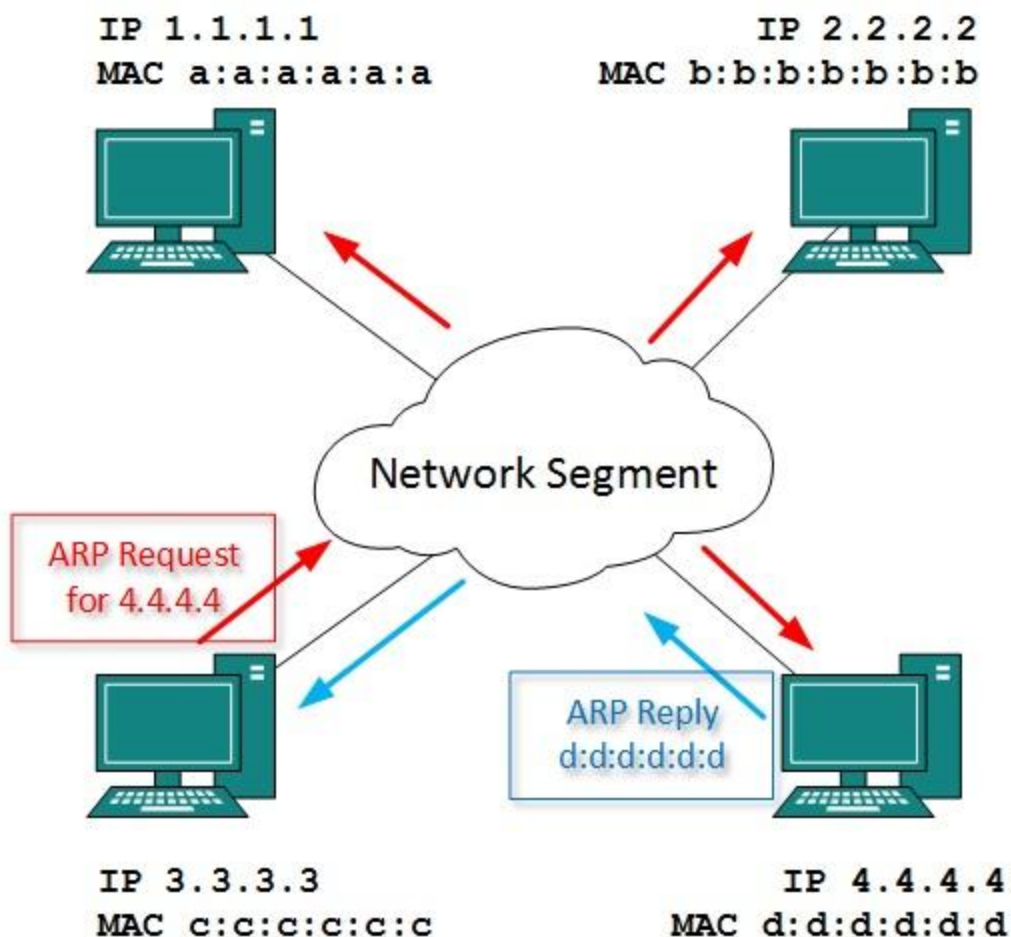 IP 1.1.1.1
MAC a:a:a:a:a:a
IP 2.2.2.2
MAC b:b:b:b:b:b:b
Network Segment
ARP Request
for 4.4.4.4
ARP Reply
d:d:d:d:d:d
IP 3.3.3.3
MAC c:c:c:c:c:c
IP 4.4.4.4
MAC d:d:d:d:d:d